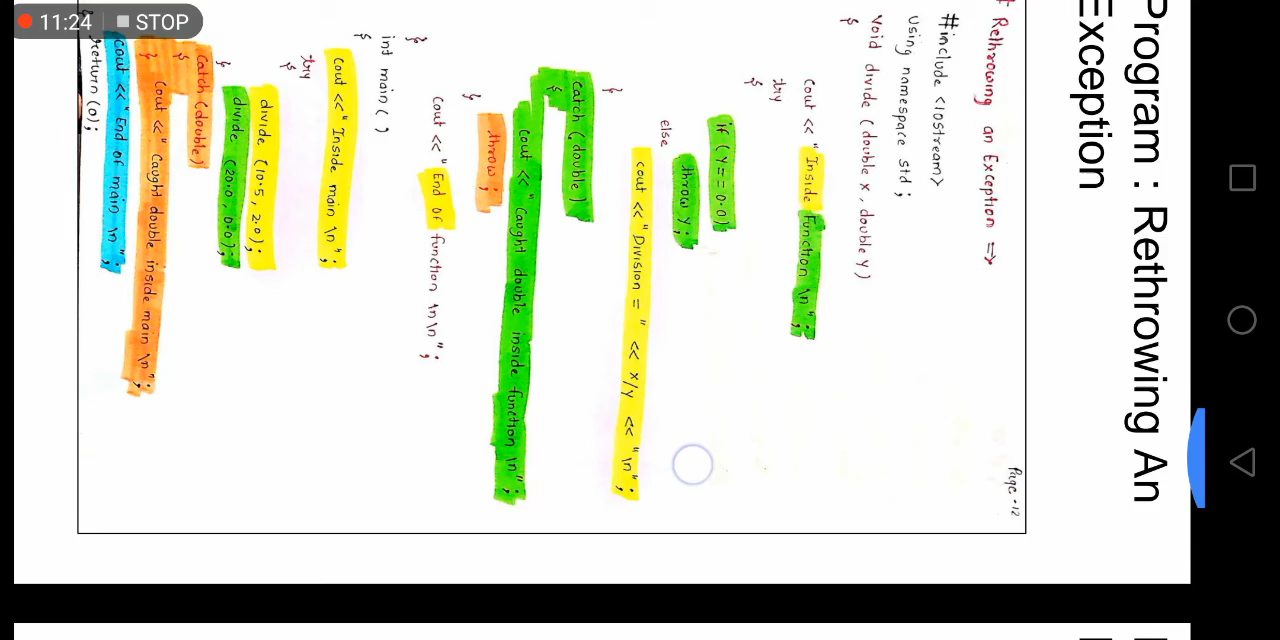 11:24 STOP
Program : Rethrowing An
Exception
Page-12
# Rethrowing an Exception =>
#include <iostream>
using namespace std;
void divide (double x, double y)
{
cout << "Inside Function \n";
try
{
if (y == 0.0)
throw y;
else
cout << "Division = " << x/y << "\n";
}
catch (double)
{
cout << "Caught double inside function \n";
throw;
}
cout << "End of function \n\n";
}
int main()
{
cout << "Inside main \n";
try
{
divide (10.5, 2.0);
divide (20.0, 0.0);
}
catch (double)
{
cout << "Caught double inside main \n";
}
cout << "End of main \n";
return (0);
}